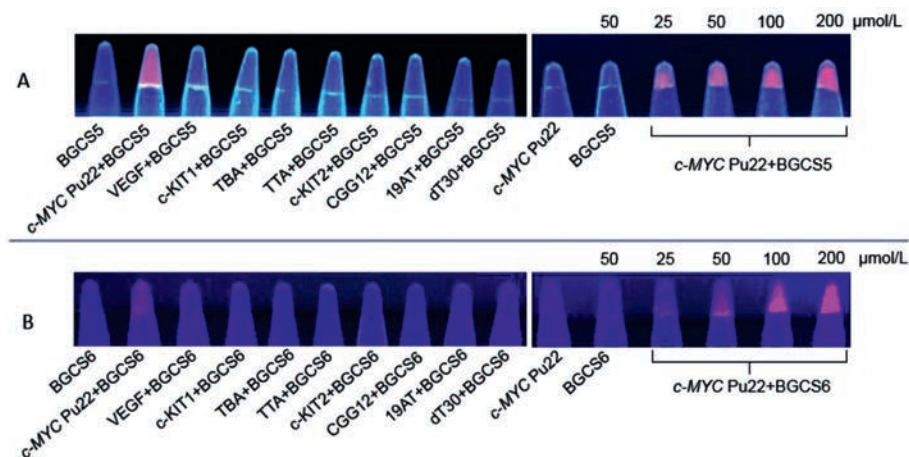 50 25 50 100 200 µmol/L
A
BGCS5
c-MYC Pu22+BGCS5
VEGF+BGCS5
c-KIT1+BGCS5
TBA+BGCS5
TTA+BGCS5
c-KIT2+BGCS5
CGG12+BGCS5
19AT+BGCS5
dT30+BGCS5
c-MYC Pu22
BGCS5
c-MYC Pu22+BGCS5
50 25 50 100 200 µmol/L
B
BGCS6
c-MYC Pu22+BGCS6
VEGF+BGCS6
c-KIT1+BGCS6
TBA+BGCS6
TTA+BGCS6
c-KIT2+BGCS6
CGG12+BGCS6
19AT+BGCS6
dT30+BGCS6
c-MYC Pu22
BGCS6
c-MYC Pu22+BGCS6